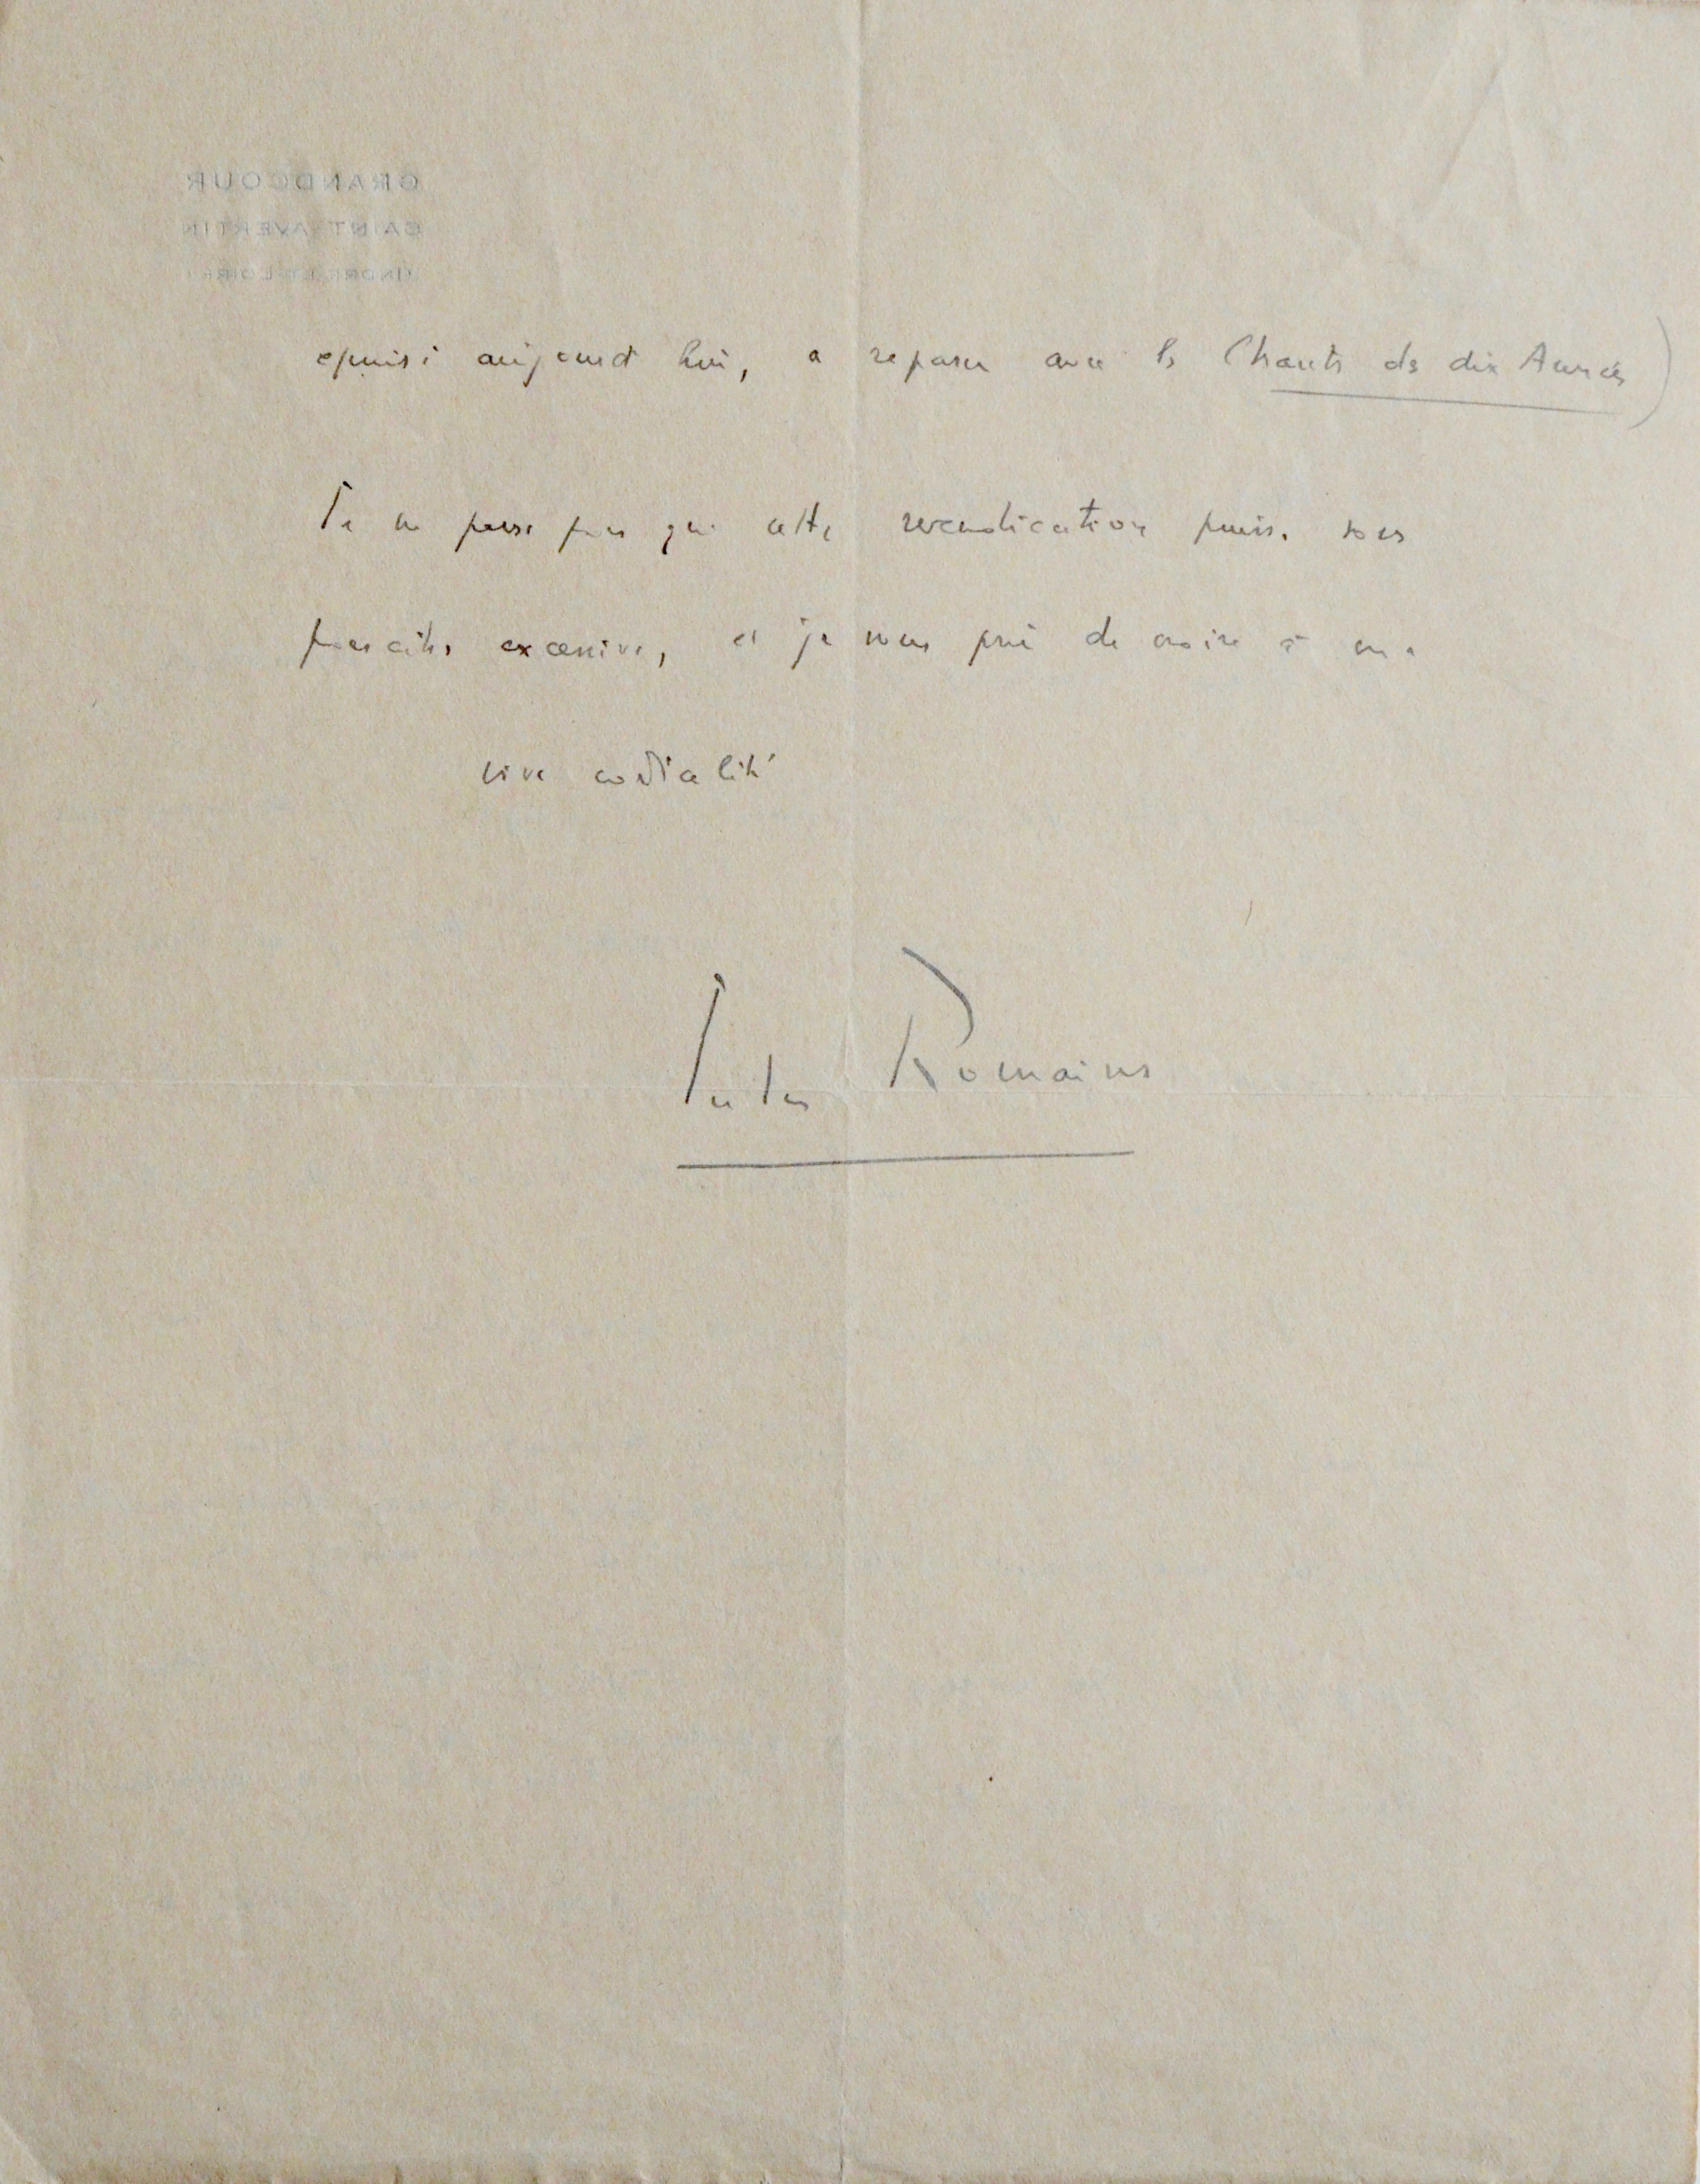 GRANDCOUR
SAINT-AVERTIN
(INDRE-ET-LOIRE)
épuisé aujourd'hui, a reparu avec les Chants des dix Années)
Je ne pense pas que cette revendication puisse vous
paraître excessive, et je vous prie de croire à ma
vive cordialité
Jules Romains